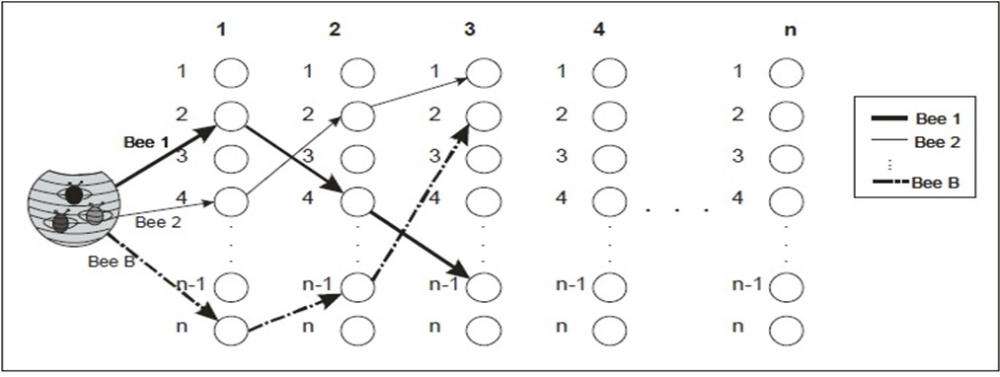 1 2 3 4 n
1 1 1 1 1
2 2 2 2 2
Bee 1
Bee 1
3 3 3 3 3
Bee 2
⋮
Bee B
4 4 4 4 . . . 4
Bee 2
Bee B
n-1 n-1 n-1 n-1 n-1
n n n n n